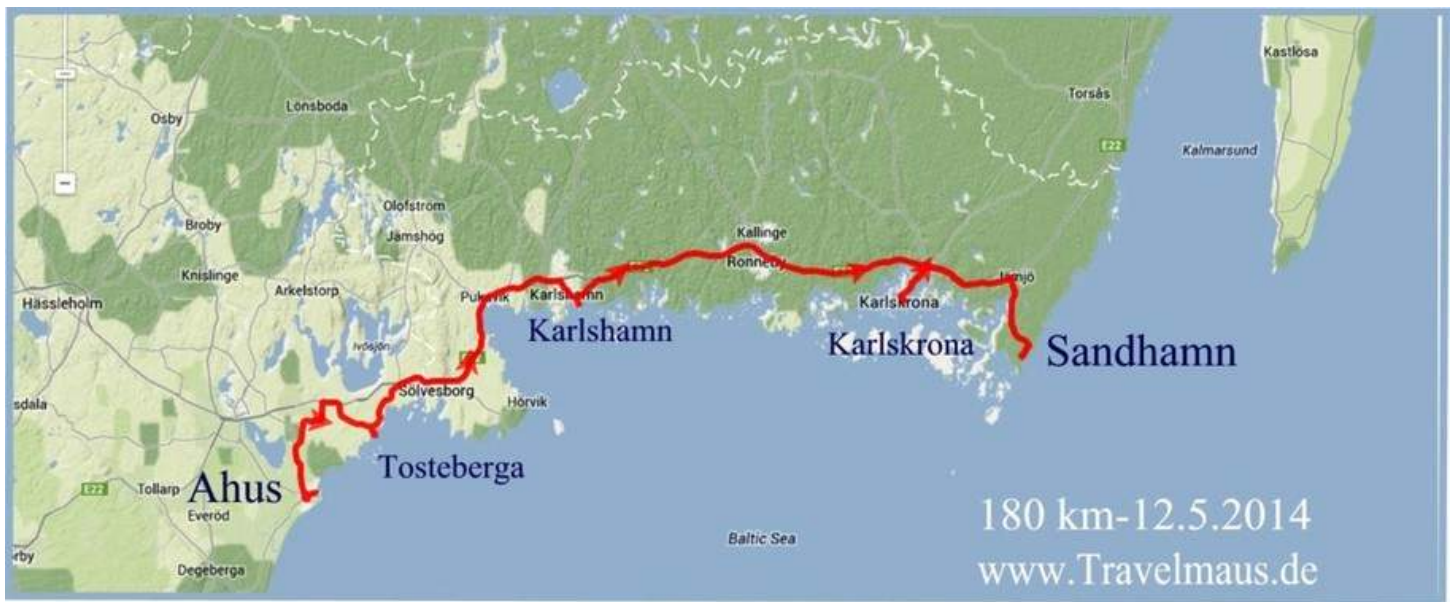 Kastlösa
Torsås
Lönsboda
Osby
E22
Kalmarsund
Olofström
Broby
Jämshög
Kallinge
Ronneby
Knislinge
Arkelstorp
Jämjö
Hässleholm
Pukavik
Karlshamn
Karlskrona
Karlshamn
Karlskrona
Sandhamn
Ivösjön
Sölvesborg
Hörvik
sdala
Tosteberga
Ahus
E22
Tollarp
Everöd
180 km-12.5.2014
Baltic Sea
rby
Degeberga
www.Travelmaus.de